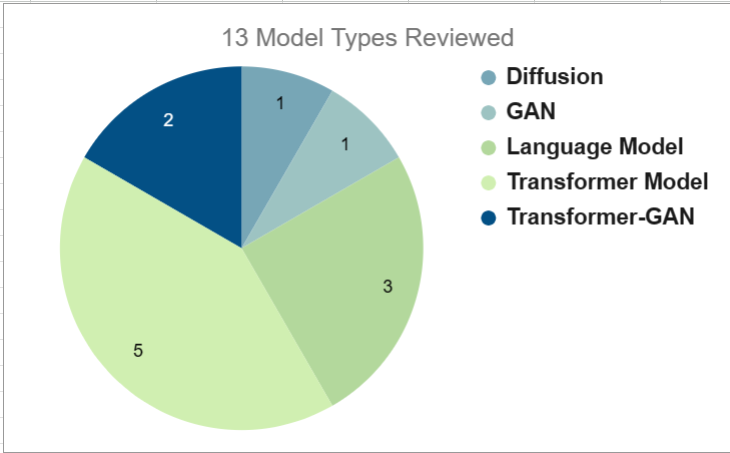 13 Model Types Reviewed
Diffusion
GAN
Language Model
Transformer Model
Transformer-GAN
1
1
2
3
5